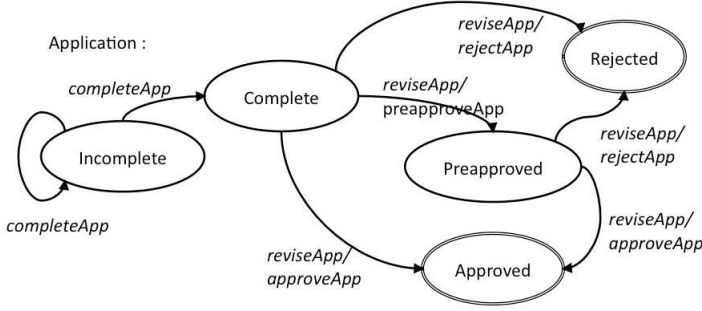 Application :
reviseApp/
rejectApp
Rejected
completeApp
Complete
reviseApp/
preapproveApp
Incomplete
Preapproved
reviseApp/
rejectApp
completeApp
reviseApp/
approveApp
Approved
reviseApp/
approveApp